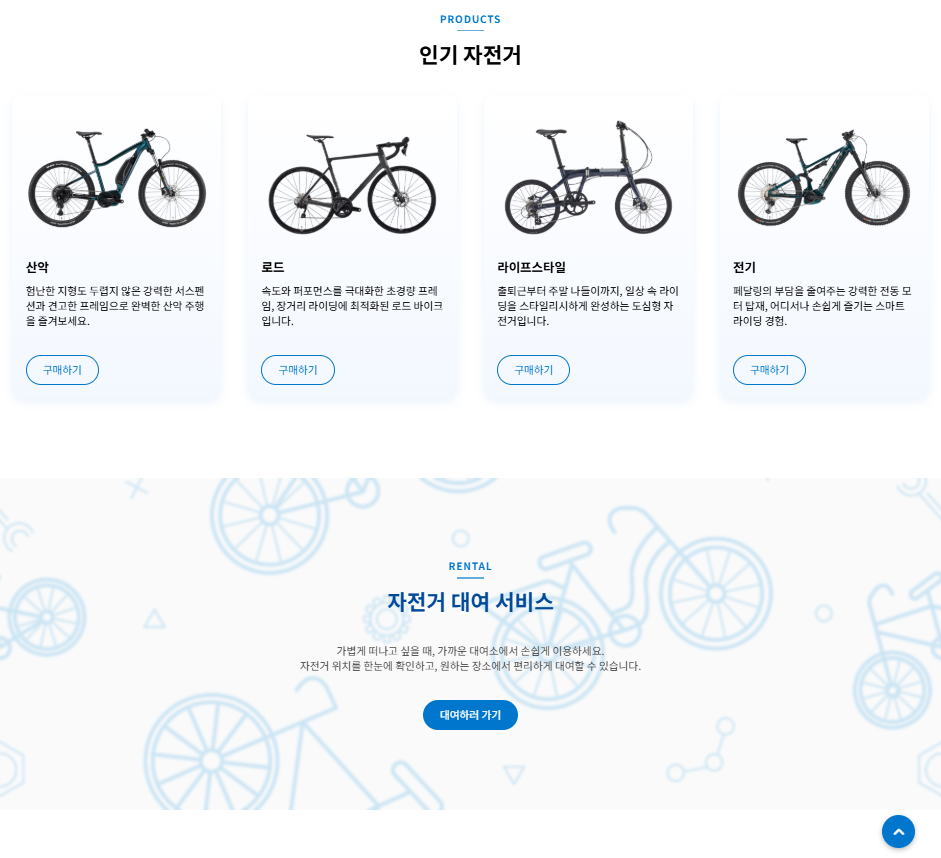 PRODUCTS
인기 자전거
산악
험난한 지형도 두렵지 않은 강력한 서스펜
션과 견고한 프레임으로 완벽한 산악 주행
을 즐겨보세요.
구매하기
로드
속도와 퍼포먼스를 극대화한 초경량 프레
임, 장거리 라이딩에 최적화된 로드 바이크
입니다.
구매하기
라이프스타일
출퇴근부터 주말 나들이까지, 일상 속 라이
딩을 스타일리시하게 완성하는 도심형 자
전거입니다.
구매하기
전기
페달링의 부담을 줄여주는 강력한 전동 모
터 탑재, 어디서나 손쉽게 즐기는 스마트
라이딩 경험.
구매하기
RENTAL
자전거 대여 서비스
가볍게 떠나고 싶을 때, 가까운 대여소에서 손쉽게 이용하세요.
자전거 위치를 한눈에 확인하고, 원하는 장소에서 편리하게 대여할 수 있습니다.
대여하러 가기